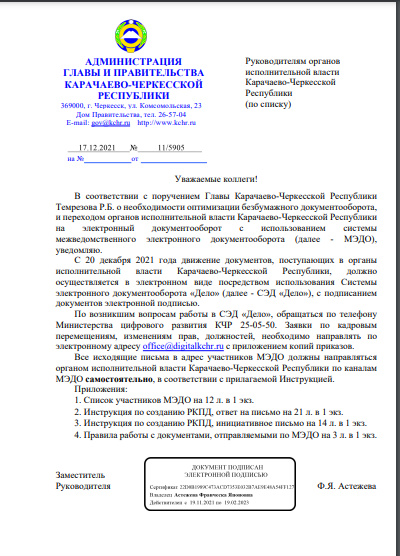 АДМИНИСТРАЦИЯ
ГЛАВЫ И ПРАВИТЕЛЬСТВА
КАРАЧАЕВО-ЧЕРКЕССКОЙ
РЕСПУБЛИКИ
369000, г. Черкесск, ул. Комсомольская, 23
Дом Правительства, тел. 26-57-04
E-mail: gov@kchr.ru http://www.kchr.ru
17.12.2021 № 11/5905
на № от
Руководителям органов
исполнительной власти
Карачаево-Черкесской
Республики
(по списку)
Уважаемые коллеги!
В соответствии с поручением Главы Карачаево-Черкесской Республики
Темрезова Р.Б. о необходимости оптимизации безбумажного документооборота,
и переходом органов исполнительной власти Карачаево-Черкесской Республики
на электронный документооборот с использованием системы
межведомственного электронного документооборота (далее - МЭДО),
уведомляю.
С 20 декабря 2021 года движение документов, поступающих в органы
исполнительной власти Карачаево-Черкесской Республики, должно
осуществляется в электронном виде посредством использования Системы
электронного документооборота «Дело» (далее - СЭД «Дело»), с подписанием
документов электронной подписью.
По возникшим вопросам работы в СЭД «Дело», обращаться по телефону
Министерства цифрового развития КЧР 25-05-50. Заявки по кадровым
перемещениям, изменениям прав, должностей, необходимо направлять по
электронному адресу office@digitalkchr.ru с приложением копий приказов.
Все исходящие письма в адрес участников МЭДО должны направляться
органом исполнительной власти Карачаево-Черкесской Республики по каналам
МЭДО самостоятельно, в соответствии с прилагаемой Инструкцией.
Приложения:
1. Список участников МЭДО на 12 л. в 1 экз.
2. Инструкция по созданию РКПД, ответ на письмо на 21 л. в 1 экз.
3. Инструкция по созданию РКПД, инициативное письмо на 14 л. в 1 экз.
4. Правила работы с документами, отправляемыми по МЭДО на 3 л. в 1 экз.
Заместитель
Руководителя
ДОКУМЕНТ ПОДПИСАН
ЭЛЕКТРОННОЙ ПОДПИСЬЮ
Сертификат
Владелец Астежева Франческа Яноновна
Действителен с 19.11.2021 по 19.02.2023
Ф.Я. Астежева